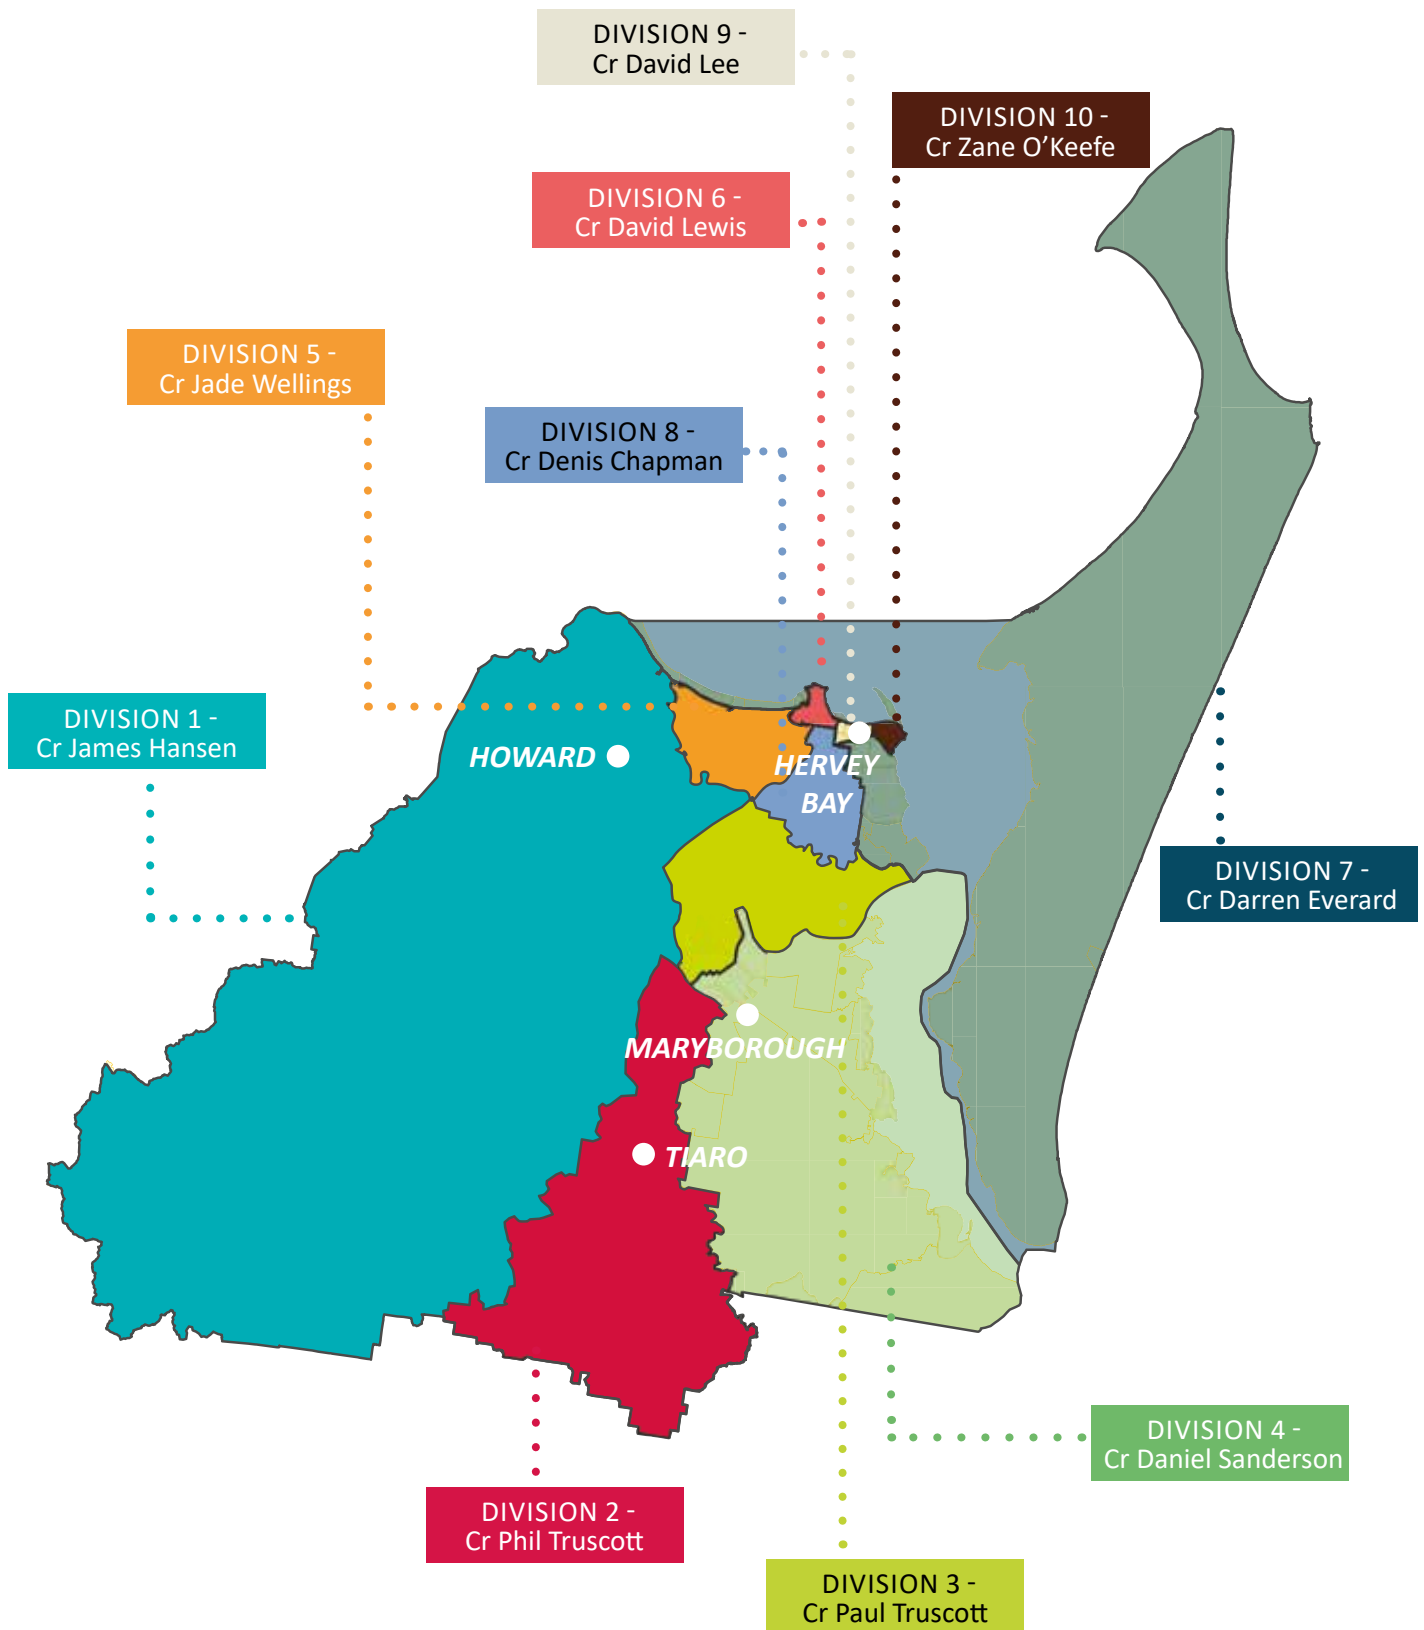 DIVISION 9 -
Cr David Lee
DIVISION 10 -
Cr Zane O'Keefe
DIVISION 6 -
Cr David Lewis
DIVISION 5 -
Cr Jade Wellings
DIVISION 8 -
Cr Denis Chapman
DIVISION 1 -
Cr James Hansen
HOWARD
HERVEY
BAY
DIVISION 7 -
Cr Darren Everard
MARYBOROUGH
TIARO
DIVISION 4 -
Cr Daniel Sanderson
DIVISION 2 -
Cr Phil Truscott
DIVISION 3 -
Cr Paul Truscott